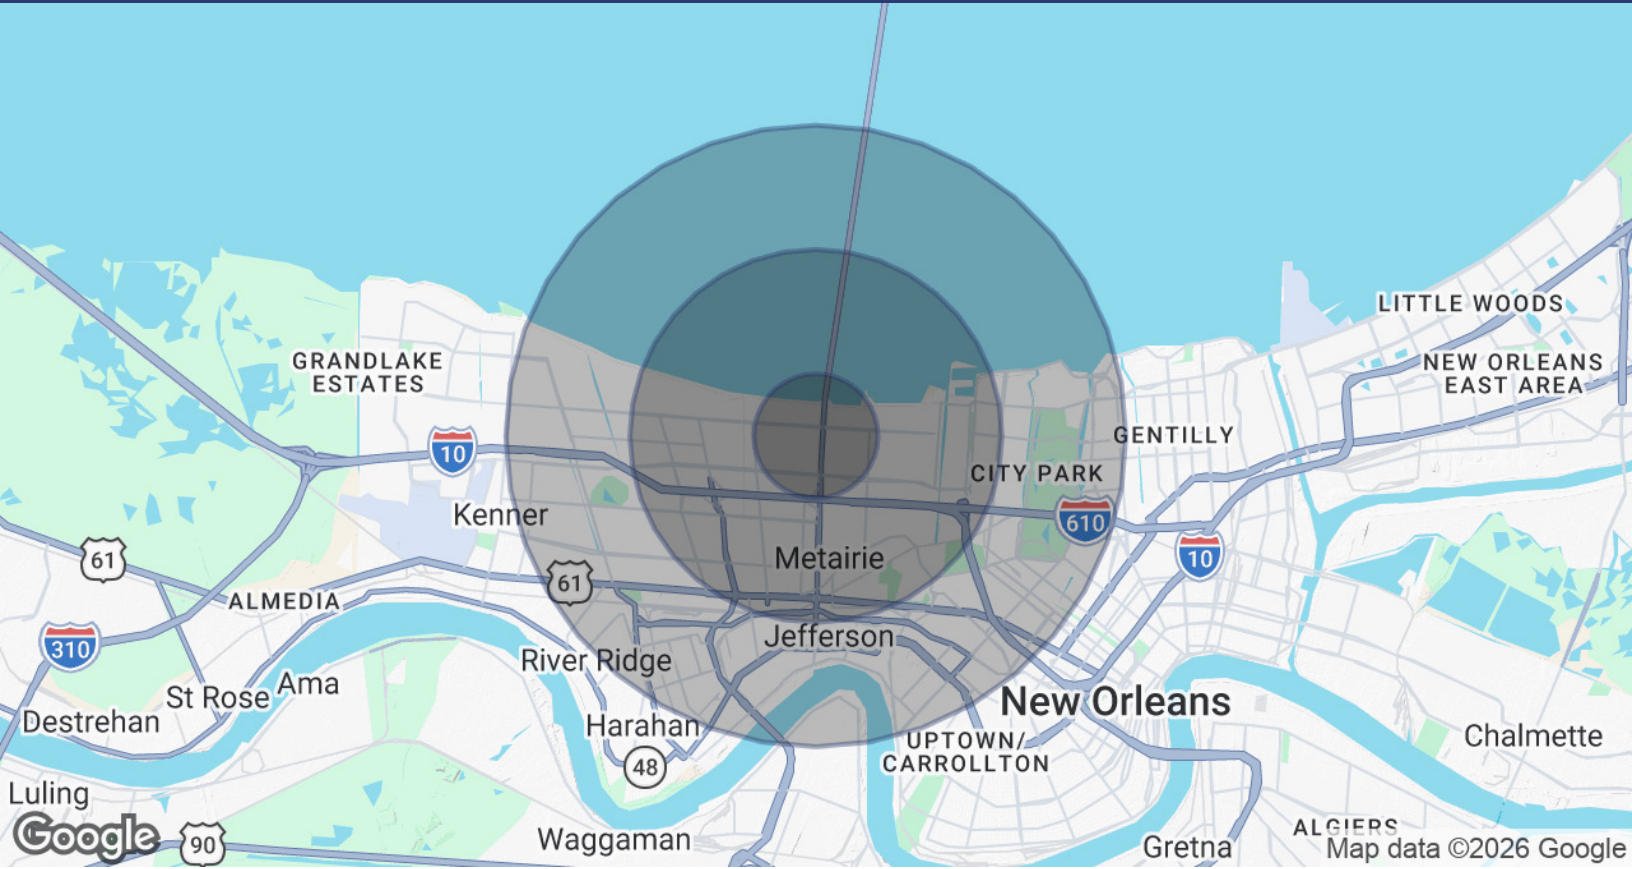 LITTLE WOODS
NEW ORLEANS
EAST AREA
GRANDLAKE
ESTATES
GENTILLY
10
CITY PARK
Kenner
610
10
61
Metairie
61
ALMEDIA
310
Jefferson
River Ridge
St Rose
Ama
New Orleans
Destrehan
Harahan
UPTOWN/
CARROLLTON
Chalmette
48
Luling
Google
90
Waggaman
Gretna
ALGIERS
Map data ©2026 Google